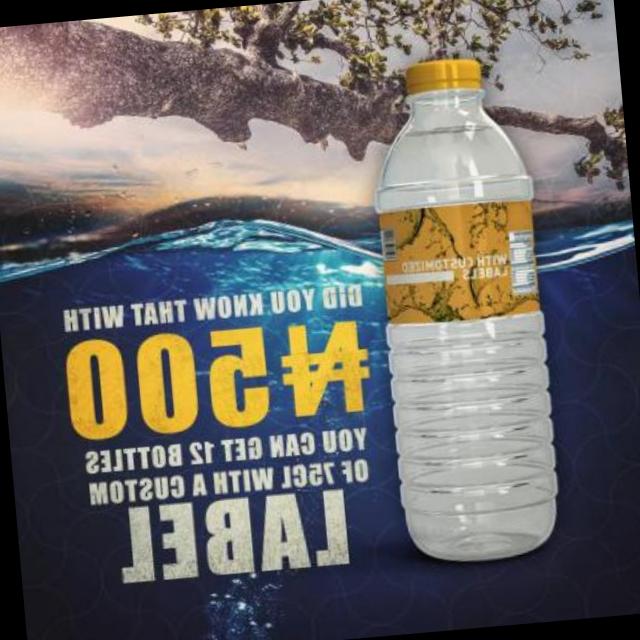 DID YOU KNOW THAT WITH
₦500
YOU CAN GET 12 BOTTLES
OF 75CL WITH A CUSTOM
LABEL
WITH CUSTOMIZED
LABELS